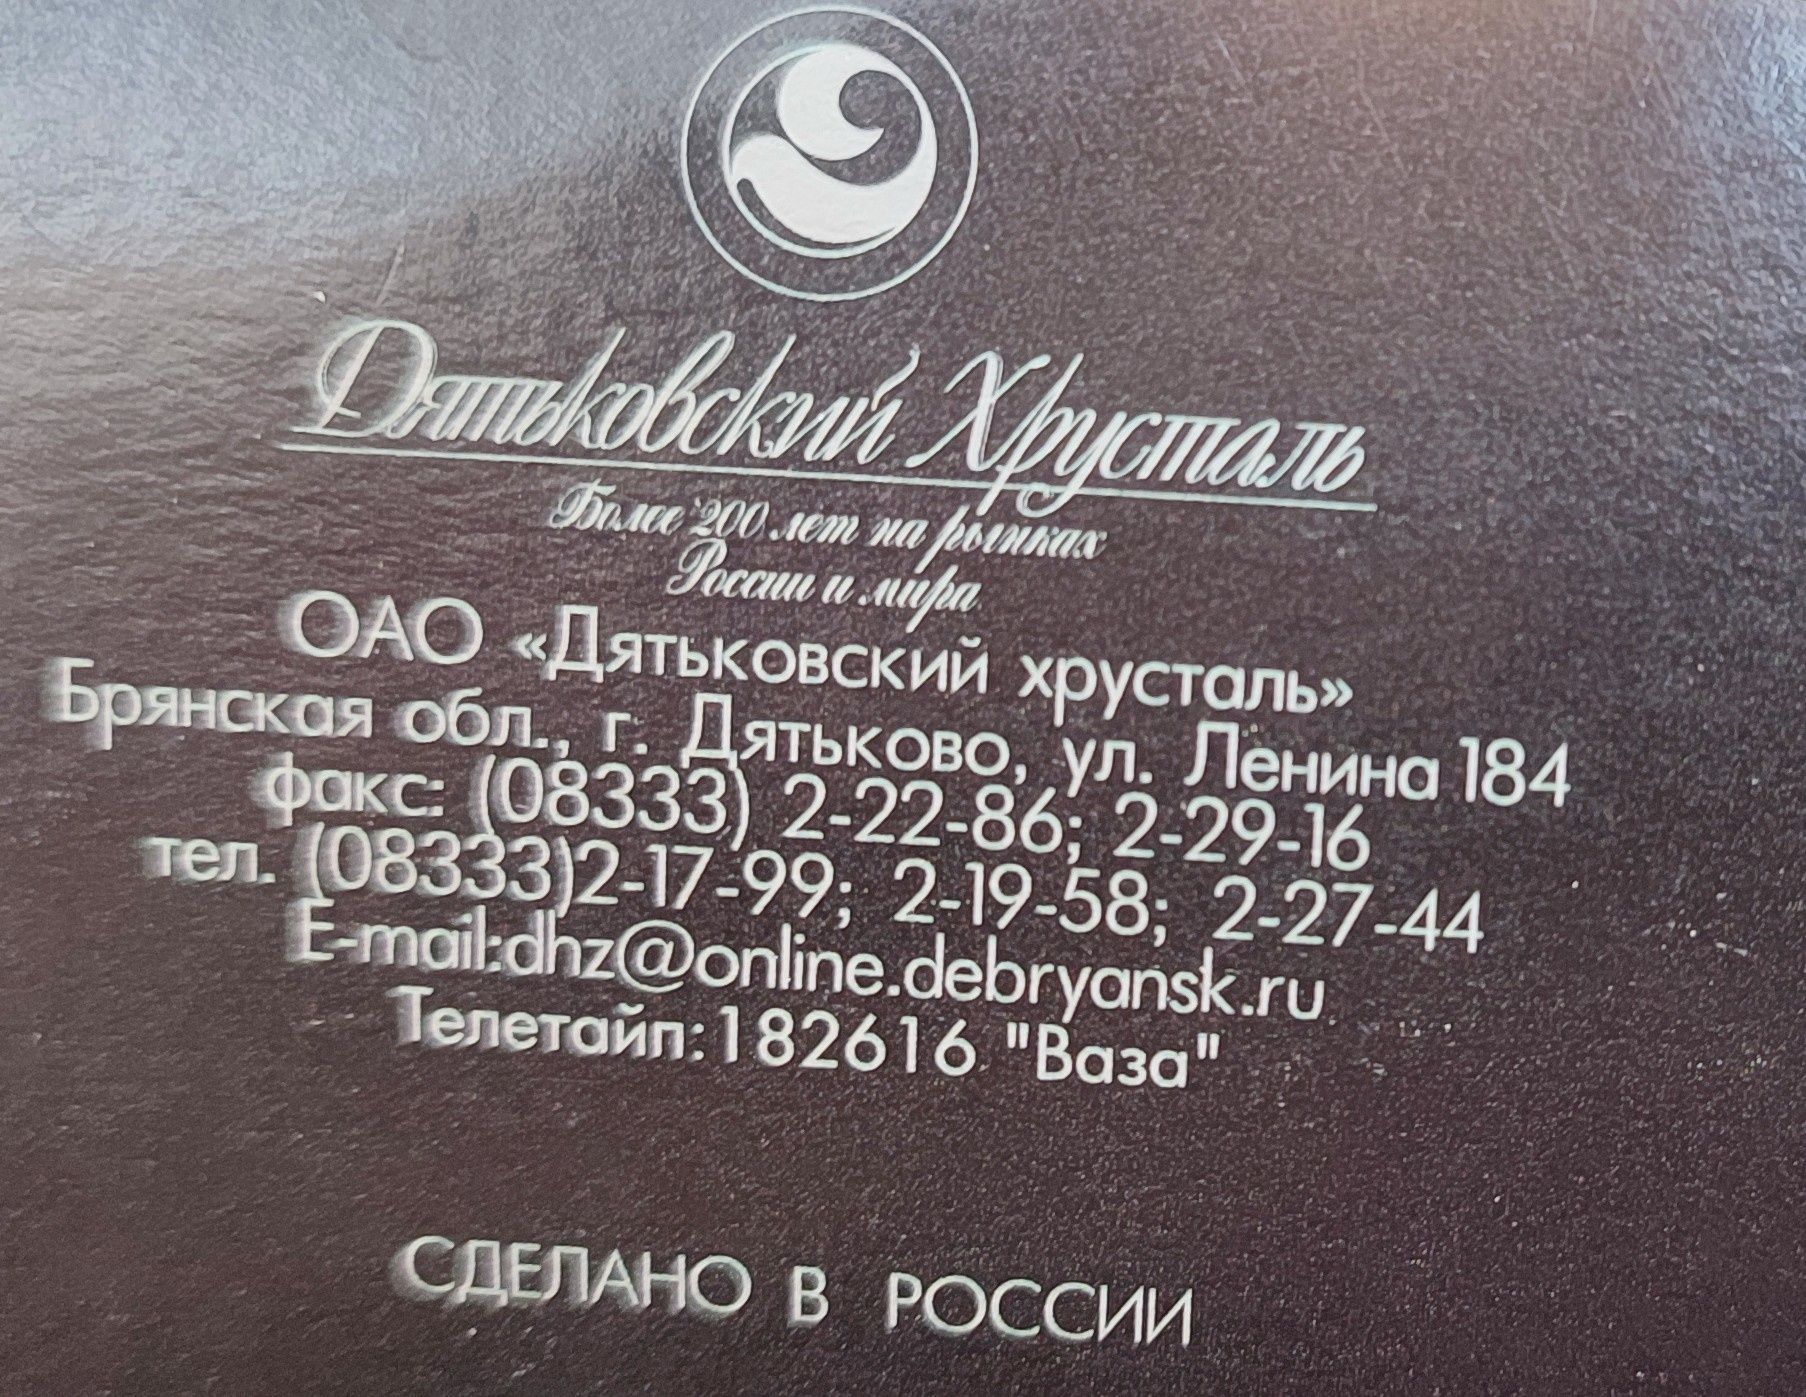 Дятьковский Хрусталь
Более 200 лет на рынках
России и мира
ОАО «Дятьковский хрусталь»
Брянская обл., г. Дятьково, ул. Ленина 184
факс: (08333) 2-22-86; 2-29-16
тел. (08333)2-17-99; 2-19-58; 2-27-44
E-mail:dhz@online.debryansk.ru
Телетайп:182616 "Ваза"
СДЕЛАНО В РОССИИ